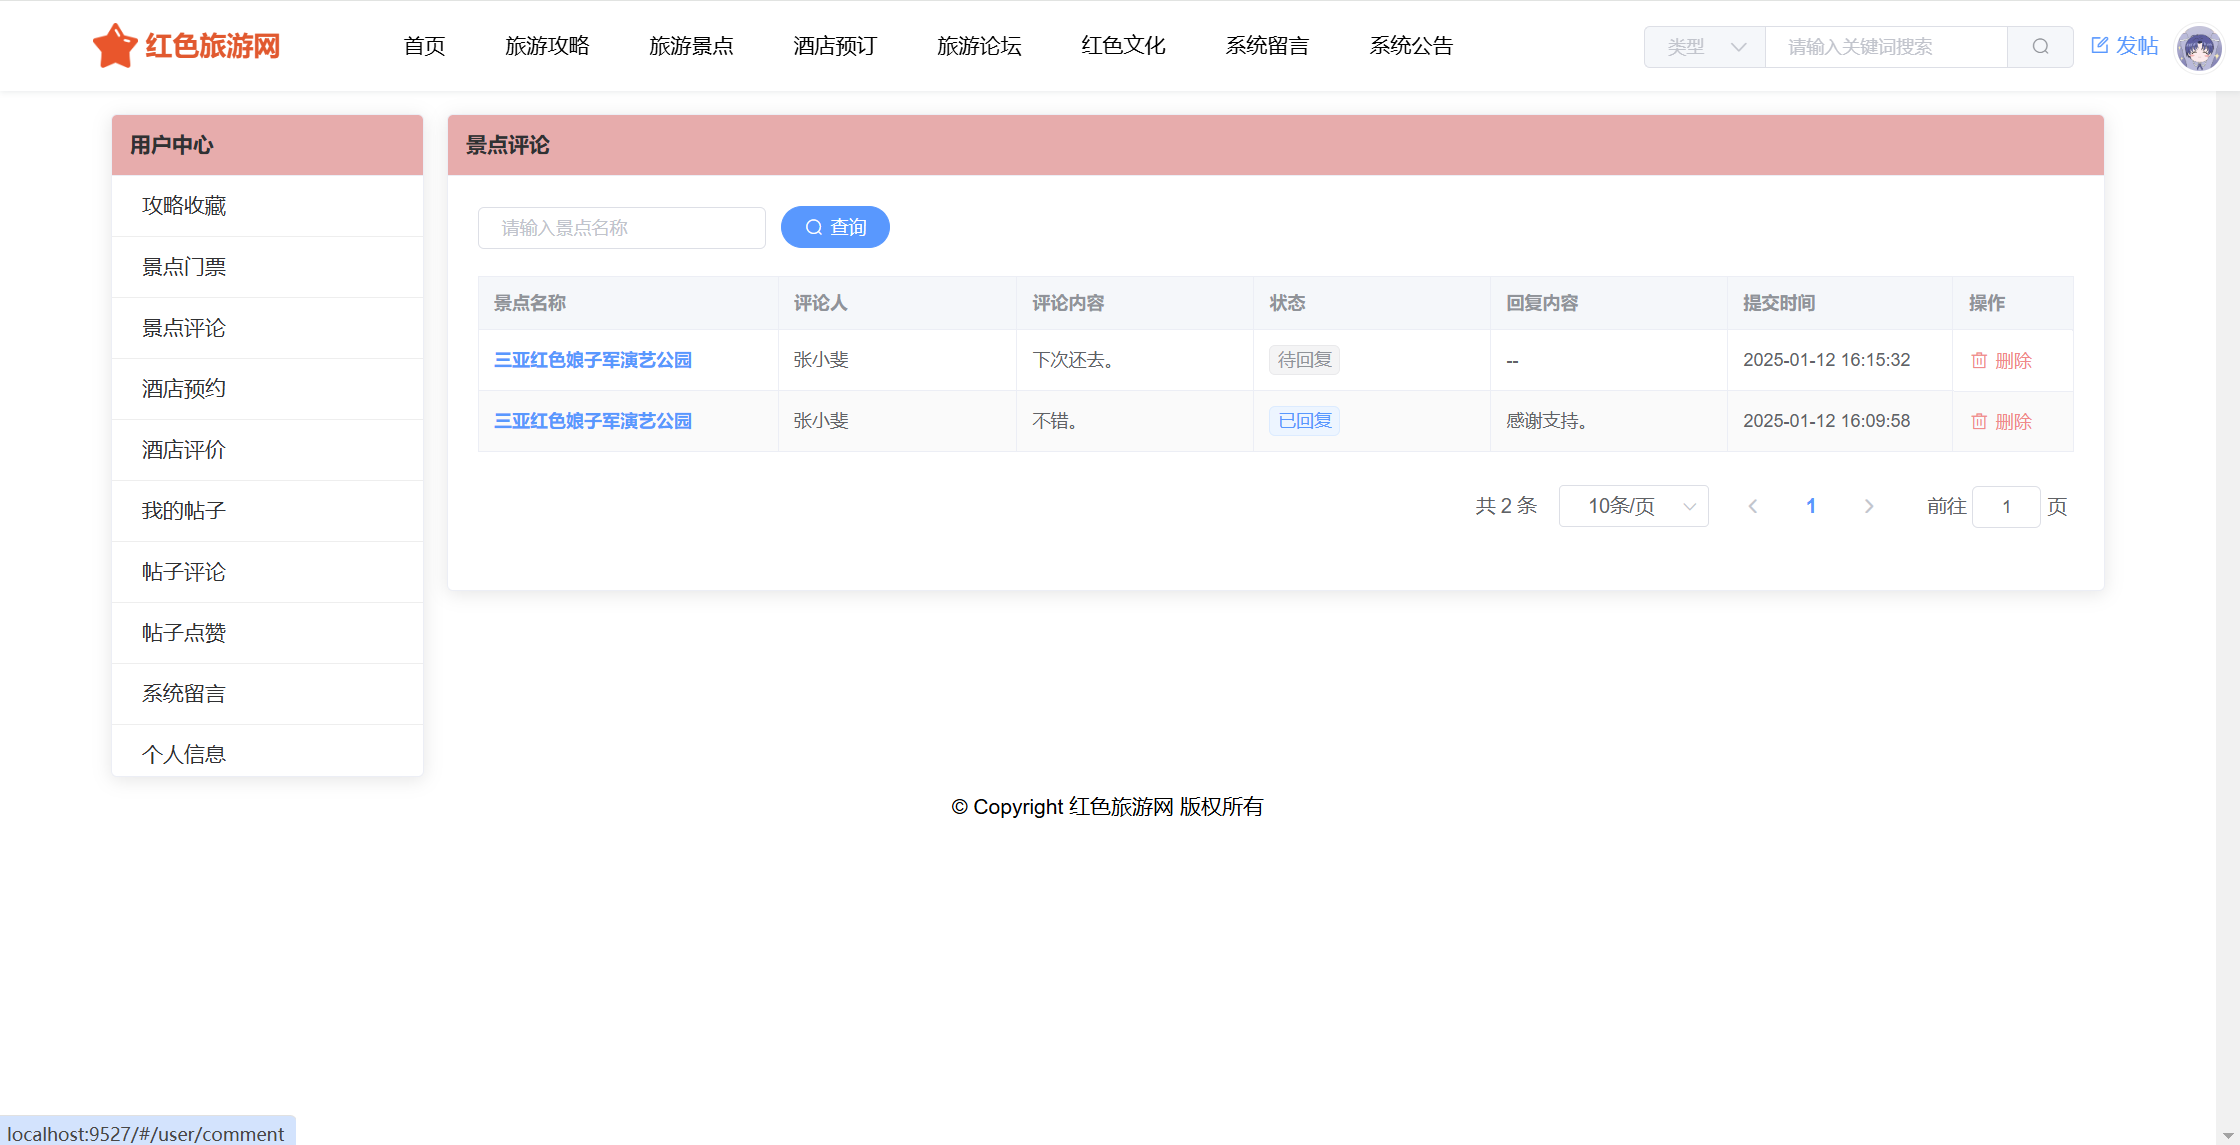 红色旅游网 首页 旅游攻略 旅游景点 酒店预订 旅游论坛 红色文化 系统留言 系统公告 类型 请输入关键词搜索 发帖
用户中心
攻略收藏
景点门票
景点评论
酒店预约
酒店评价
我的帖子
帖子评论
帖子点赞
系统留言
个人信息
景点评论
请输入景点名称 查询
景点名称 评论人 评论内容 状态 回复内容 提交时间 操作
三亚红色娘子军演艺公园 张小斐 下次还去。 待回复 -- 2025-01-12 16:15:32 删除
三亚红色娘子军演艺公园 张小斐 不错。 已回复 感谢支持。 2025-01-12 16:09:58 删除
共 2 条 10条/页 1 前往 1 页
© Copyright 红色旅游网 版权所有
localhost:9527/#/user/comment